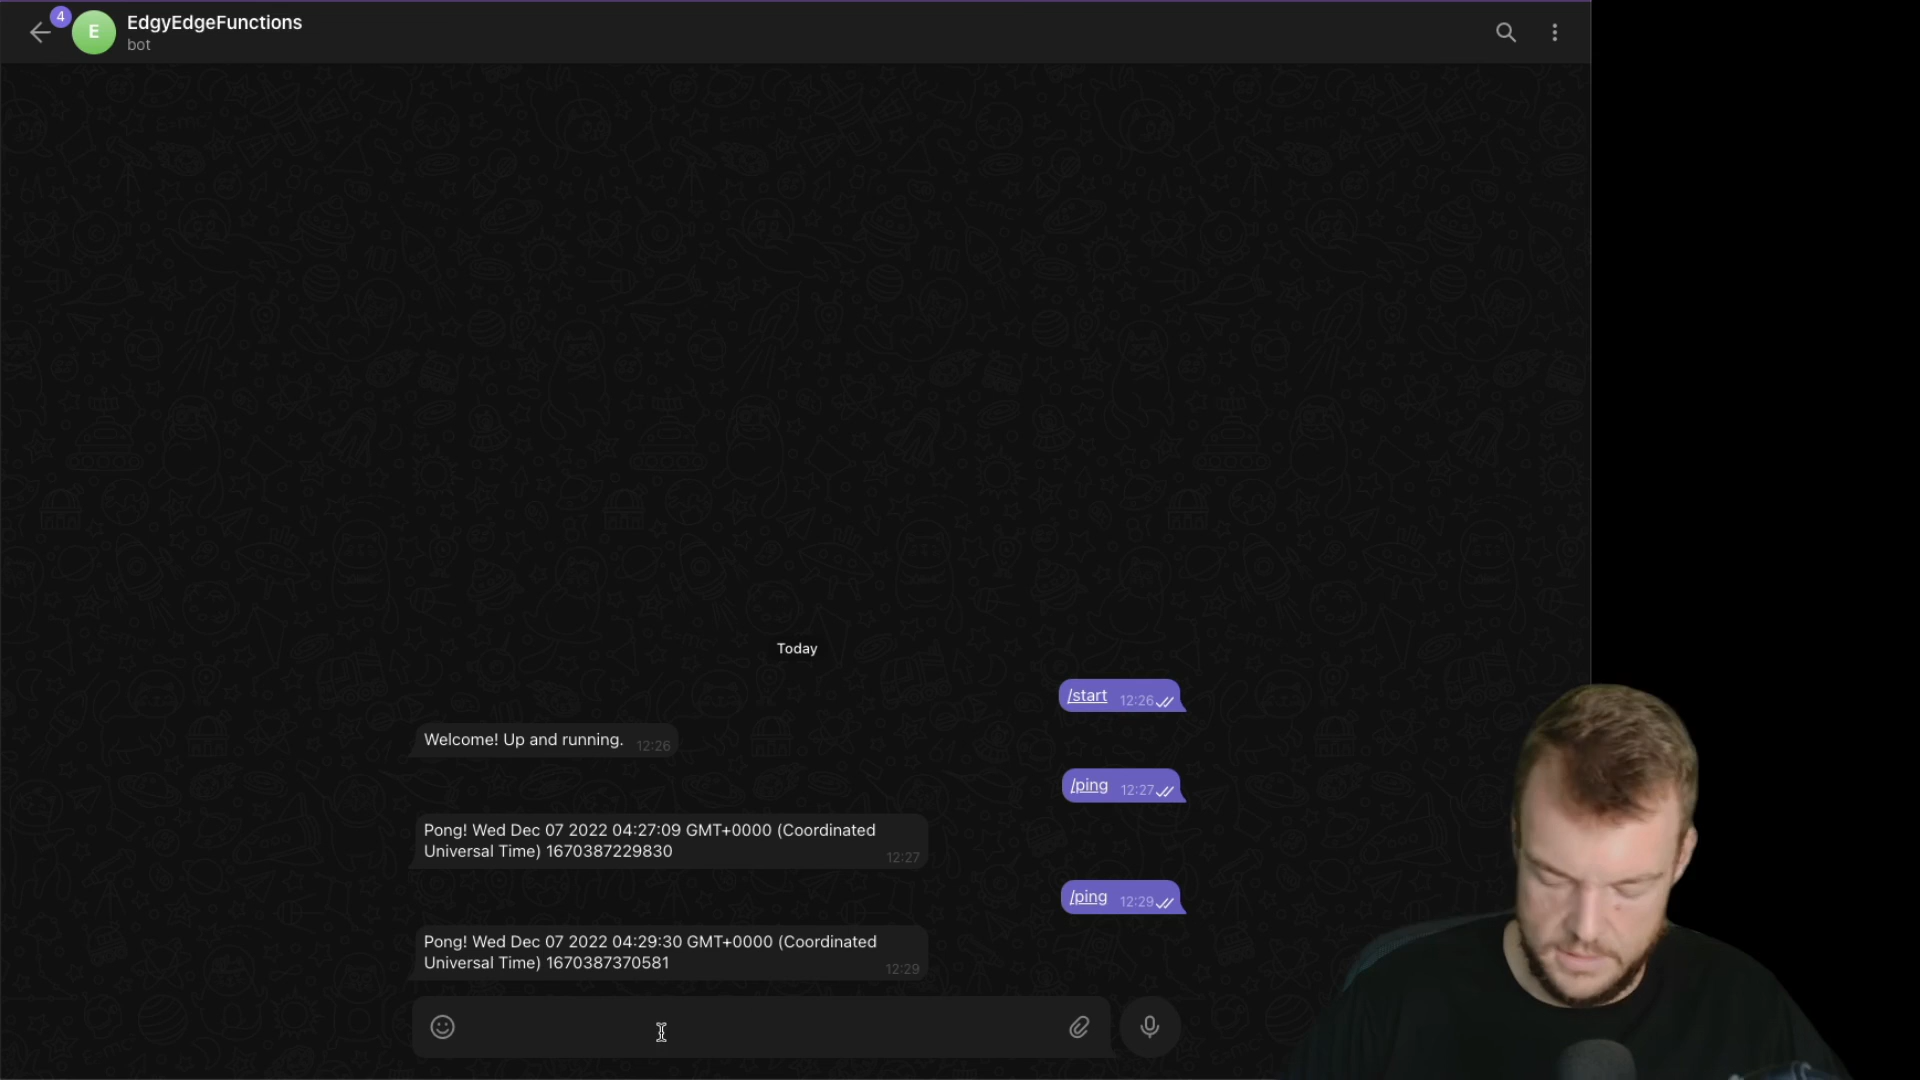 4
E
EdgyEdgeFunctions
bot
Today
/start 12:26
Welcome! Up and running. 12:26
/ping 12:27
Pong! Wed Dec 07 2022 04:27:09 GMT+0000 (Coordinated
Universal Time) 1670387229830 12:27
/ping 12:29
Pong! Wed Dec 07 2022 04:29:30 GMT+0000 (Coordinated
Universal Time) 1670387370581 12:29